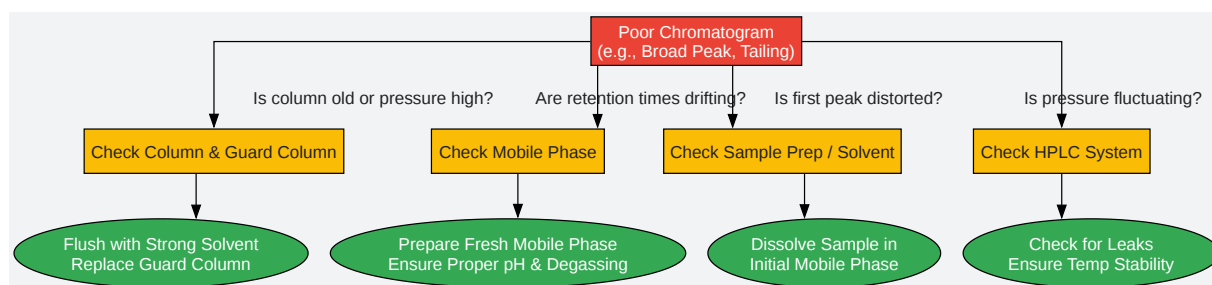 Poor Chromatogram
(e.g., Broad Peak, Tailing)
Is column old or pressure high?
Are retention times drifting?
Is first peak distorted?
Is pressure fluctuating?
Check Column & Guard Column
Check Mobile Phase
Check Sample Prep / Solvent
Check HPLC System
Flush with Strong Solvent
Replace Guard Column
Prepare Fresh Mobile Phase
Ensure Proper pH & Degassing
Dissolve Sample in
Initial Mobile Phase
Check for Leaks
Ensure Temp Stability